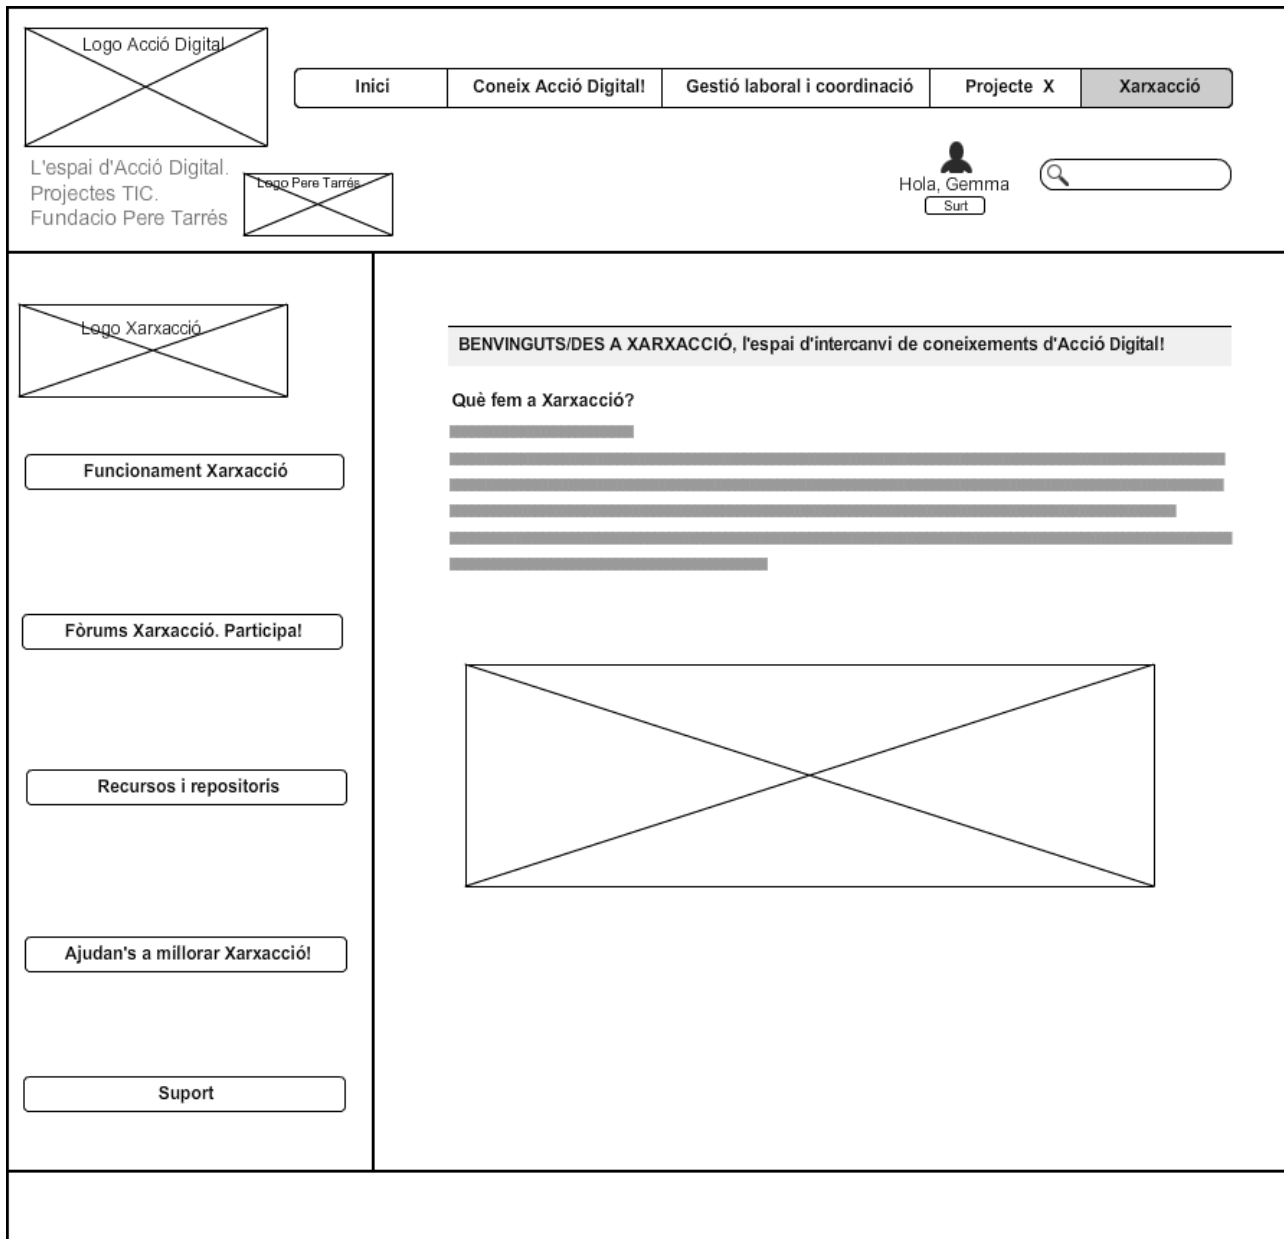 Logo Acció Digital
Inici
Coneix Acció Digital!
Gestió laboral i coordinació
Projecte X
Xarxacció
L'espai d'Acció Digital.
Projectes TIC.
Fundacio Pere Tarrés
Logo Pere Tarrés
Hola, Gemma
Surt
Logo Xarxacció
Funcionament Xarxacció
Fòrums Xarxacció. Participa!
Recursos i repositoris
Ajudan's a millorar Xarxacció!
Suport
BENVINGUTS/DES A XARXACCIÓ, l'espai d'intercanvi de coneixements d'Acció Digital!
Què fem a Xarxacció?